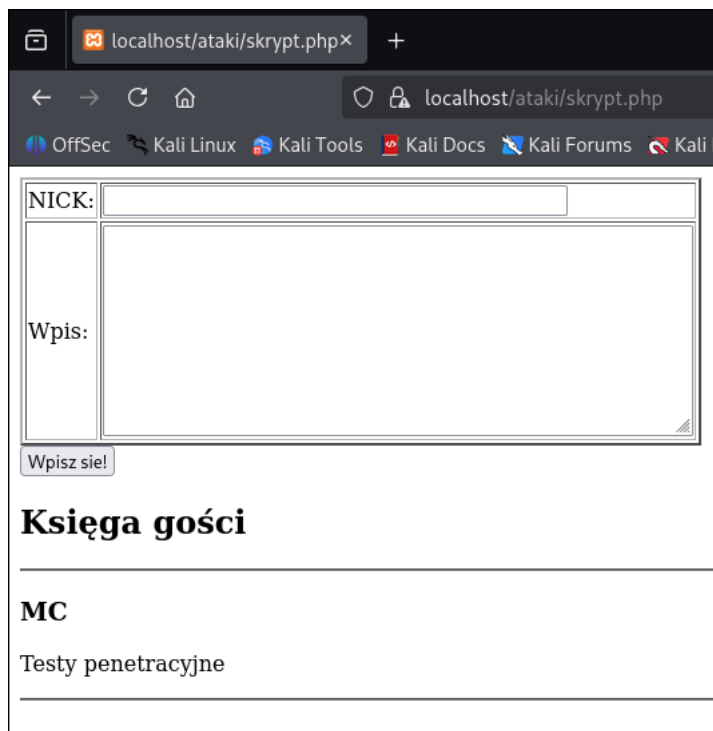 localhost/ataki/skrypt.php
localhost/ataki/skrypt.php
OffSec Kali Linux Kali Tools Kali Docs Kali Forums Kali
NICK:
Wpis:
Wpisz sie!
Księga gości
MC
Testy penetracyjne